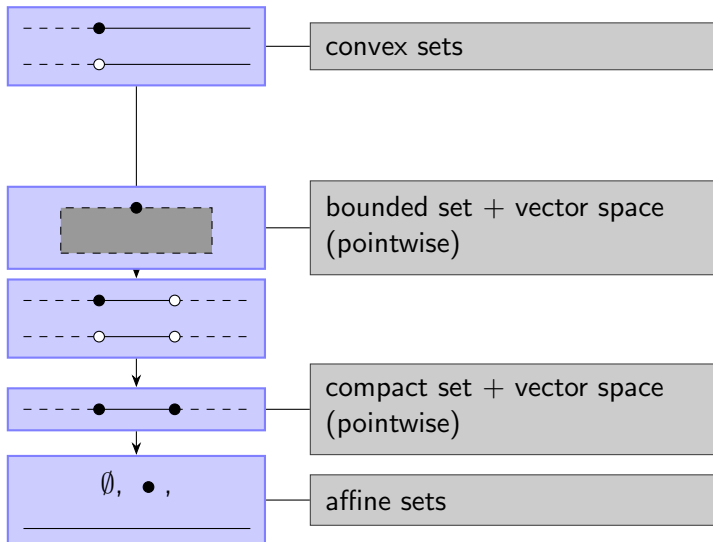 convex sets
bounded set + vector space
(pointwise)
compact set + vector space
(pointwise)
∅, • ,
affine sets